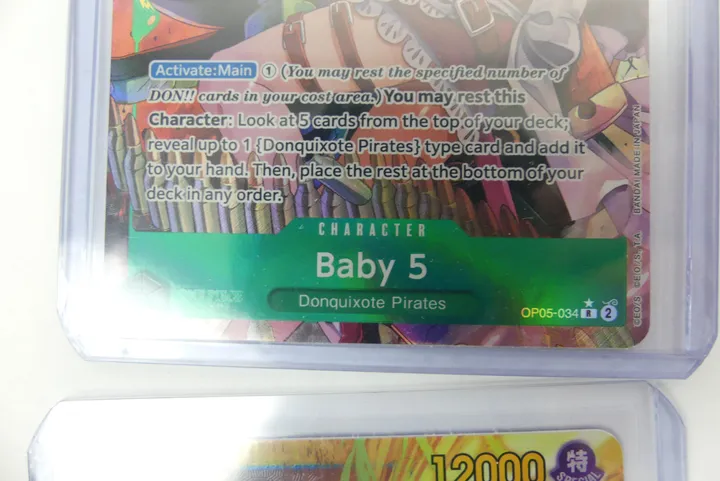 Activate:Main ① (You may rest the specified number of
DON!! cards in your cost area.) You may rest this
Character: Look at 5 cards from the top of your deck;
reveal up to 1 {Donquixote Pirates} type card and add it
to your hand. Then, place the rest at the bottom of your
deck in any order.
CHARACTER
Baby 5
Donquixote Pirates
OP05-034 R 2
BANDAI MADE IN JAPAN
12000
特
SPECIAL